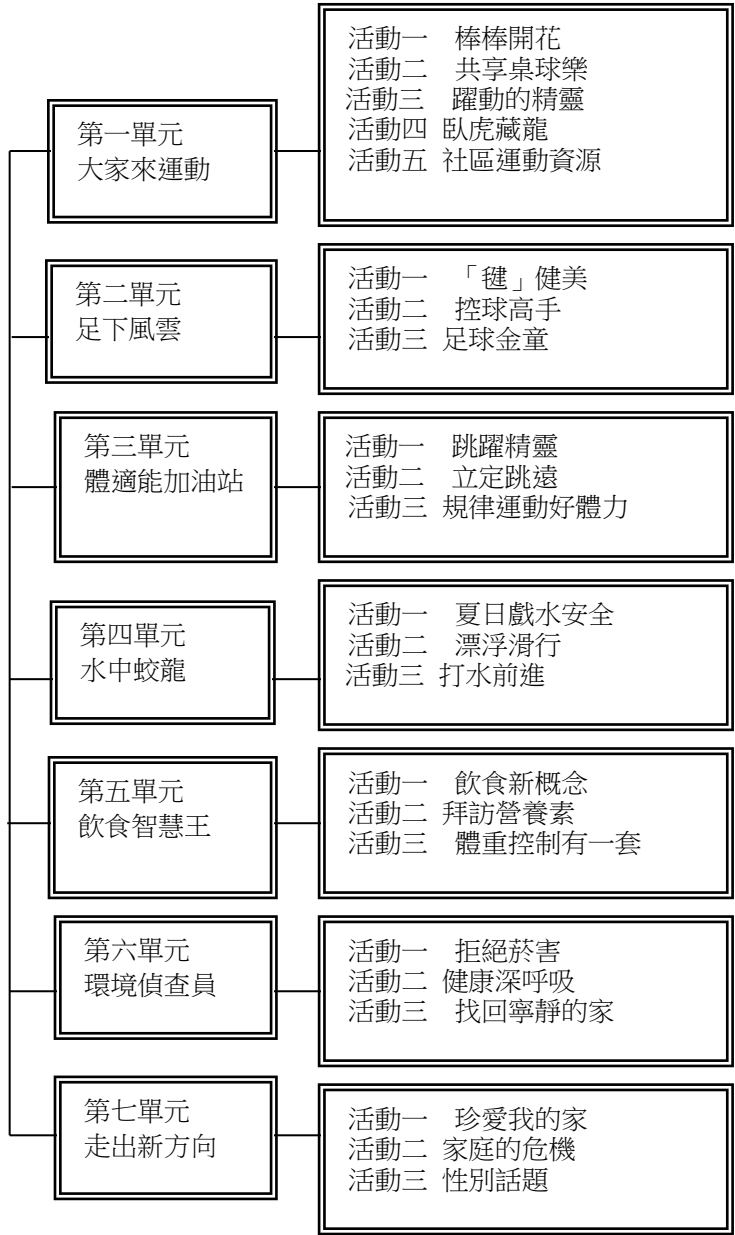 第一單元
大家來運動
活動一　棒棒開花
活動二　共享桌球樂
活動三　躍動的精靈
活動四 臥虎藏龍
活動五 社區運動資源
第二單元
足下風雲
活動一　「毽」健美
活動二　控球高手
活動三 足球金童
第三單元
體適能加油站
活動一　跳躍精靈
活動二　立定跳遠
活動三 規律運動好體力
第四單元
水中蛟龍
活動一　夏日戲水安全
活動二　漂浮滑行
活動三 打水前進
第五單元
飲食智慧王
活動一　飲食新概念
活動二 拜訪營養素
活動三　體重控制有一套
第六單元
環境偵查員
活動一　拒絕菸害
活動二 健康深呼吸
活動三　找回寧靜的家
第七單元
走出新方向
活動一　珍愛我的家
活動二 家庭的危機
活動三 性別話題